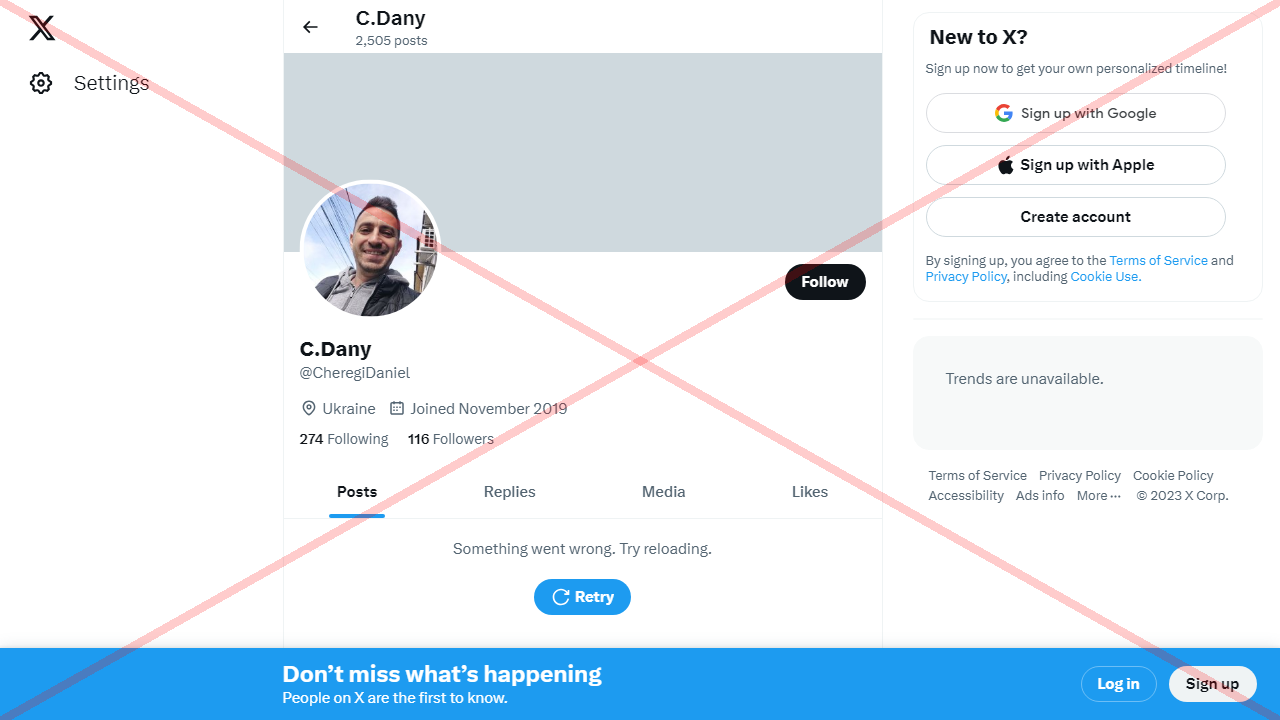 Settings
C.Dany
2,505 posts
Follow
C.Dany
@CheregiDaniel
Ukraine Joined November 2019
274 Following 116 Followers
Posts Replies Media Likes
Something went wrong. Try reloading.
Retry
New to X?
Sign up now to get your own personalized timeline!
Sign up with Google
Sign up with Apple
Create account
By signing up, you agree to the Terms of Service and
Privacy Policy, including Cookie Use.
Trends are unavailable.
Terms of Service Privacy Policy Cookie Policy
Accessibility Ads info More ··· © 2023 X Corp.
Don’t miss what’s happening
People on X are the first to know.
Log in Sign up